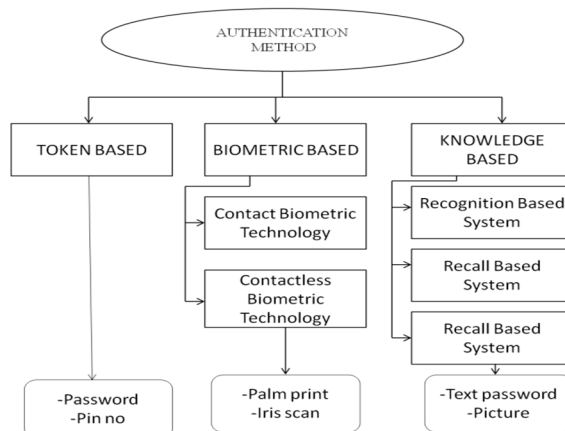 AUTHENTICATION
METHOD
TOKEN BASED
BIOMETRIC BASED
KNOWLEDGE
BASED
Contact Biometric
Technology
Contactless
Biometric
Technology
Recognition Based
System
Recall Based
System
Recall Based
System
-Password
-Pin no
-Palm print
-Iris scan
-Text password
-Picture